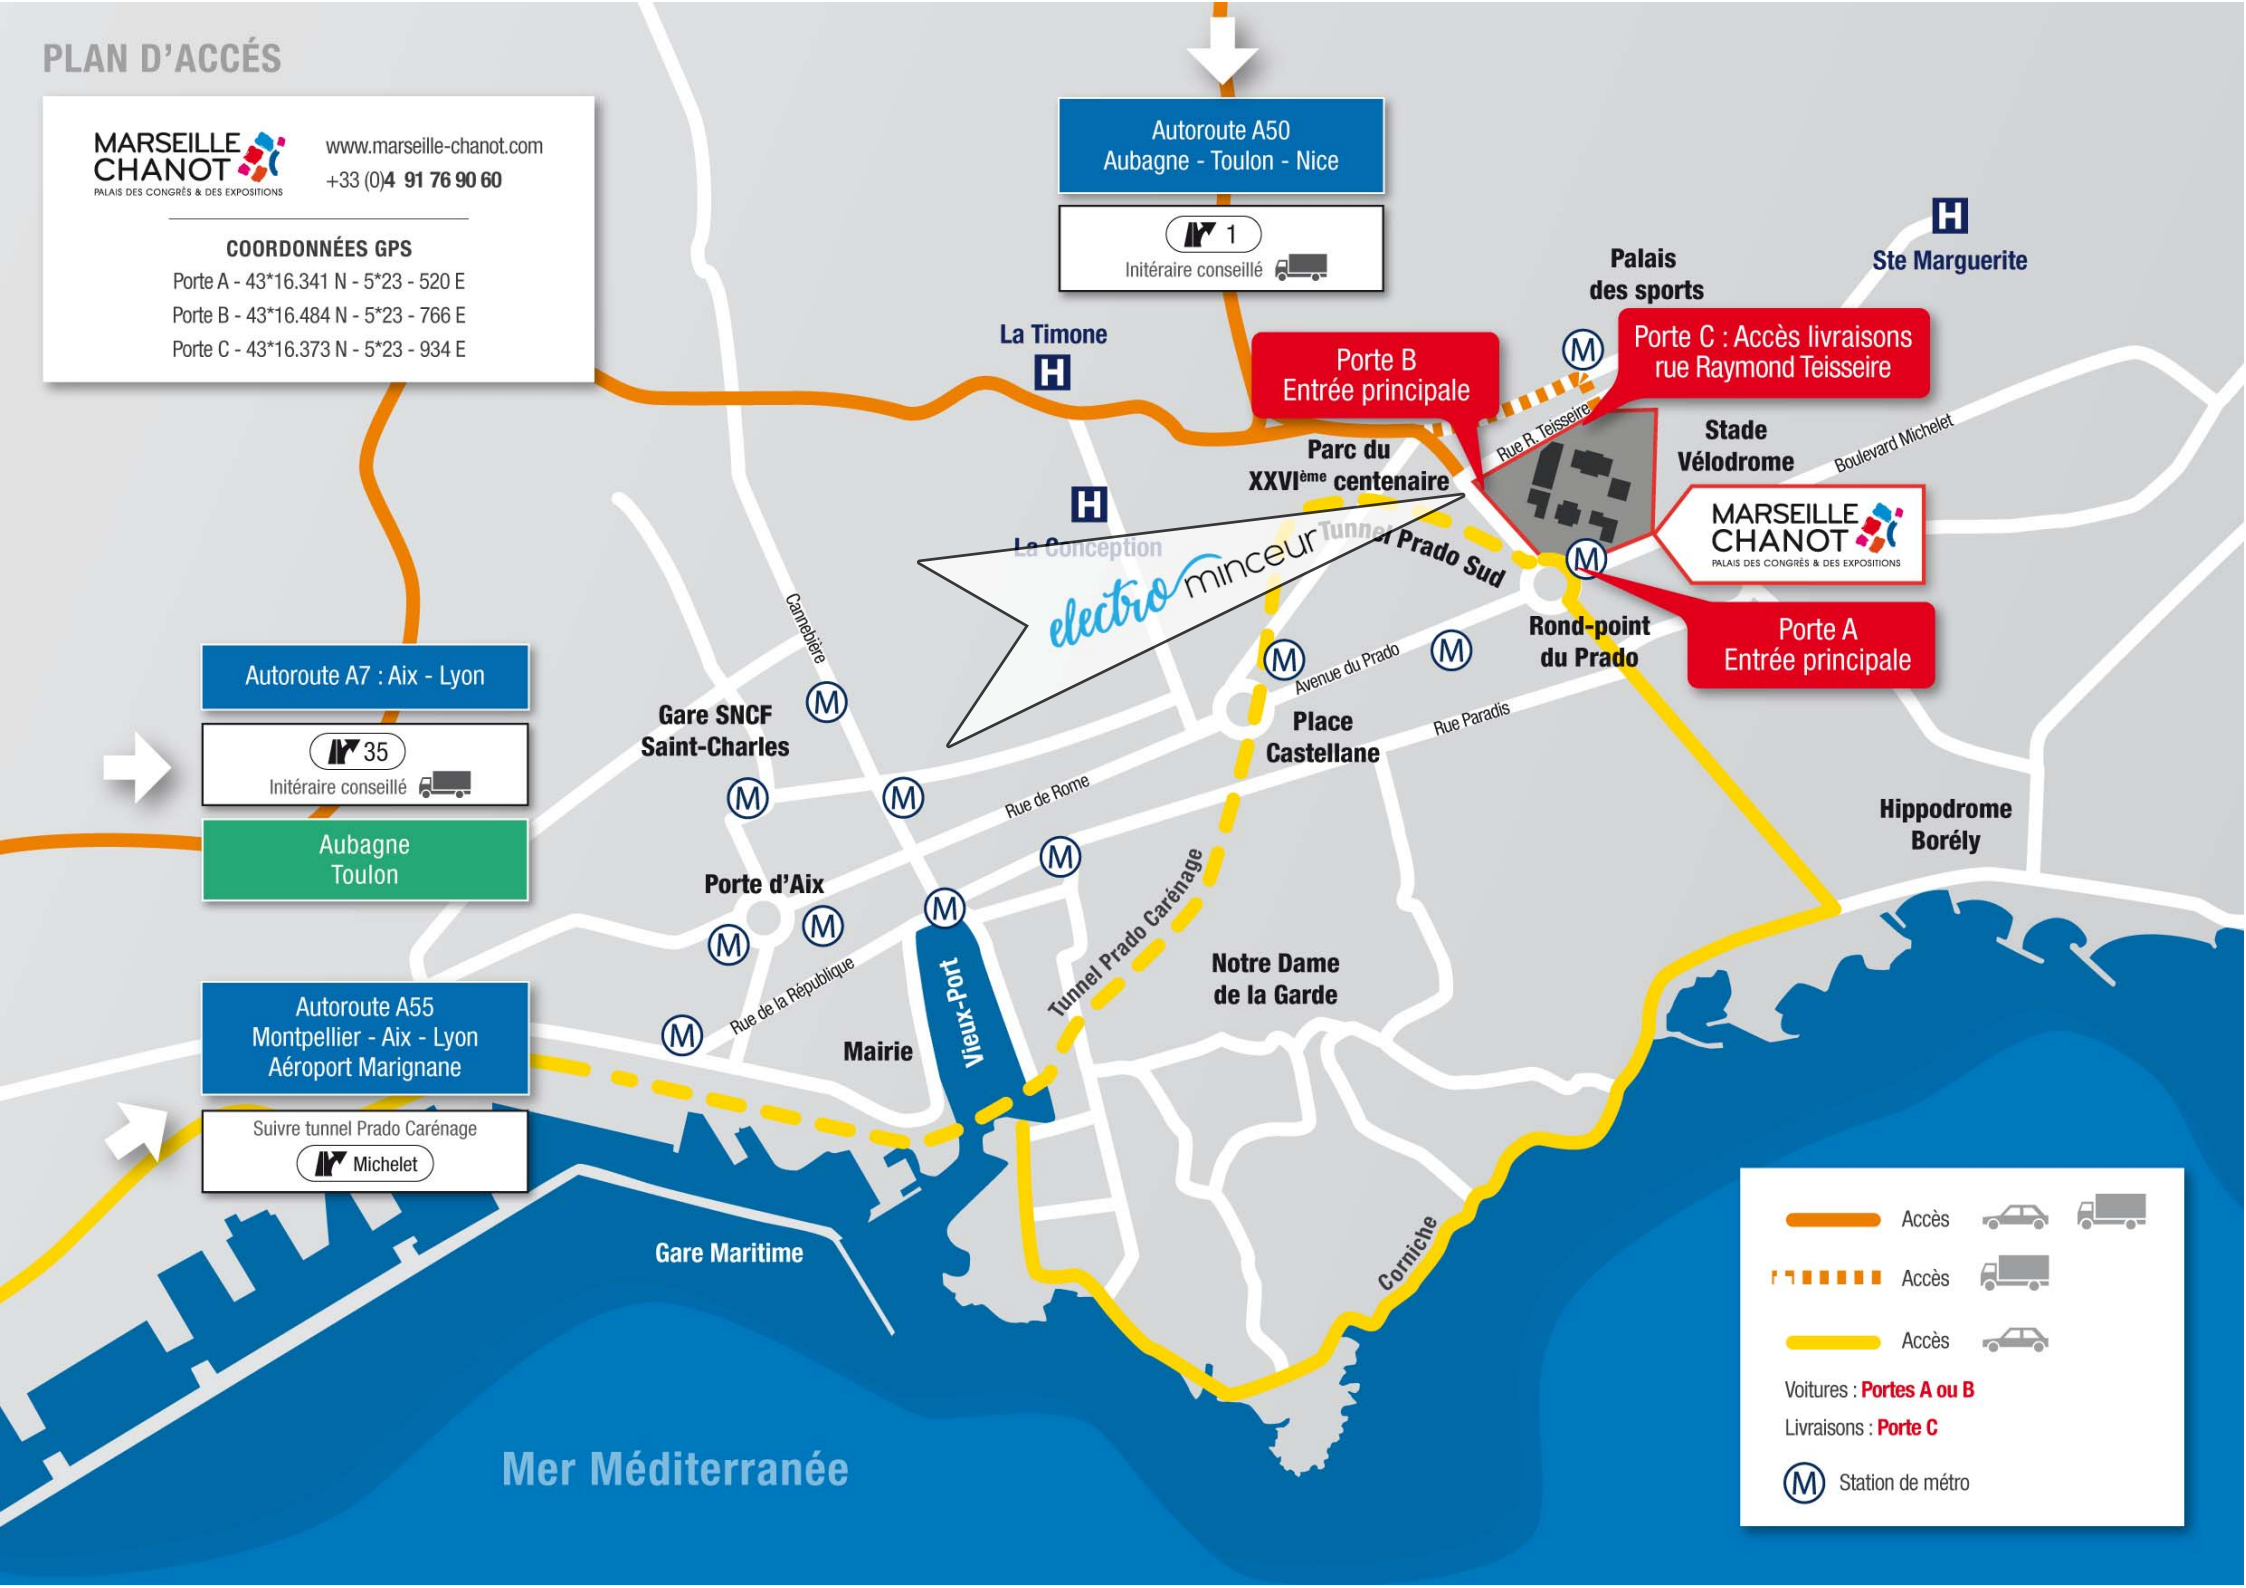 PLAN D'ACCÉS
MARSEILLE
CHANOT
PALAIS DES CONGRÈS & DES EXPOSITIONS
www.marseille-chanot.com
+33 (0)4 91 76 90 60
COORDONNÉES GPS
Porte A - 43*16.341 N - 5*23 - 520 E
Porte B - 43*16.484 N - 5*23 - 766 E
Porte C - 43*16.373 N - 5*23 - 934 E
Autoroute A50
Aubagne - Toulon - Nice
1
Initéraire conseillé
H
Ste Marguerite
Palais
des sports
La Timone
H
Porte B
Entrée principale
M
Porte C : Accès livraisons
rue Raymond Teisseire
Rue R. Teisseire
Stade
Vélodrome
Boulevard Michelet
Parc du
XXVIème centenaire
H
La Conception
MARSEILLE
CHANOT
PALAIS DES CONGRÈS & DES EXPOSITIONS
Tunnel Prado Sud
electro minceur
M
Porte A
Entrée principale
Rond-point
du Prado
Cannebière
M
M
Avenue du Prado
Autoroute A7 : Aix - Lyon
35
Initéraire conseillé
Aubagne
Toulon
Gare SNCF
Saint-Charles
M
Place
Castellane
Rue Paradis
M
M
Rue de Rome
Hippodrome
Borély
M
Porte d'Aix
M
M
M
Tunnel Prado Carénage
Rue de la République
Vieux-Port
Notre Dame
de la Garde
M
Mairie
Autoroute A55
Montpellier - Aix - Lyon
Aéroport Marignane
Suivre tunnel Prado Carénage
Michelet
Gare Maritime
Corniche
Mer Méditerranée
Accès
Accès
Accès
Voitures : Portes A ou B
Livraisons : Porte C
M Station de métro